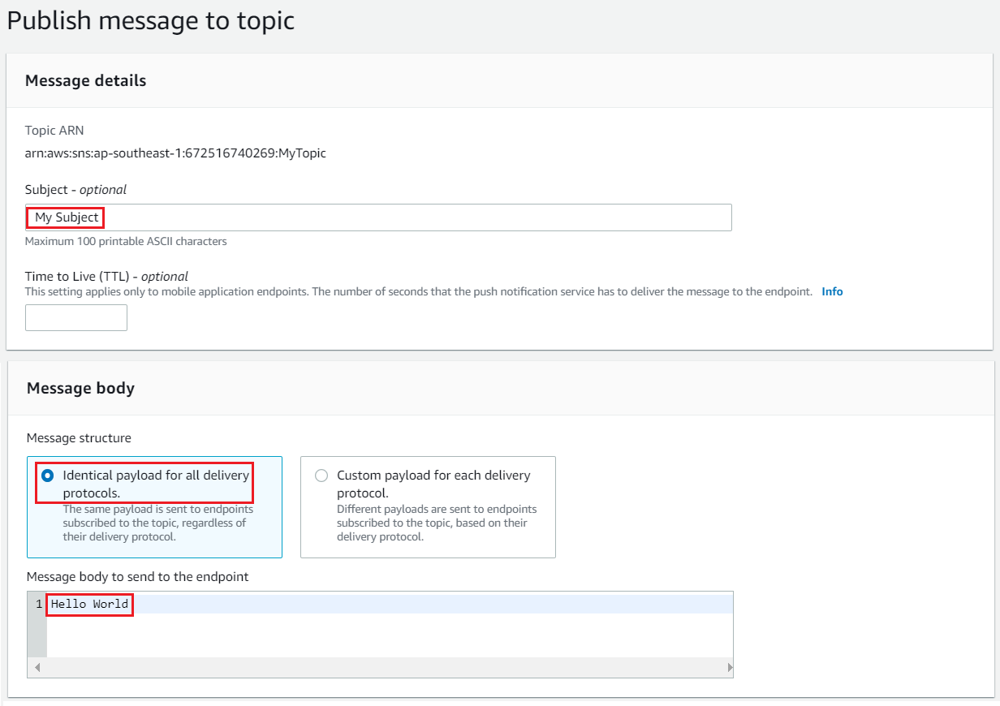 Publish message to topic
Message details
Topic ARN
arn:aws:sns:ap-southeast-1:672516740269:MyTopic
Subject - optional
My Subject
Maximum 100 printable ASCII characters
Time to Live (TTL) - optional
This setting applies only to mobile application endpoints. The number of seconds that the push notification service has to deliver the message to the endpoint. Info
Message body
Message structure
Identical payload for all delivery
protocols.
The same payload is sent to endpoints
subscribed to the topic, regardless of
their delivery protocol.
Custom payload for each delivery
protocol.
Different payloads are sent to endpoints
subscribed to the topic, based on their
delivery protocol.
Message body to send to the endpoint
1 Hello World